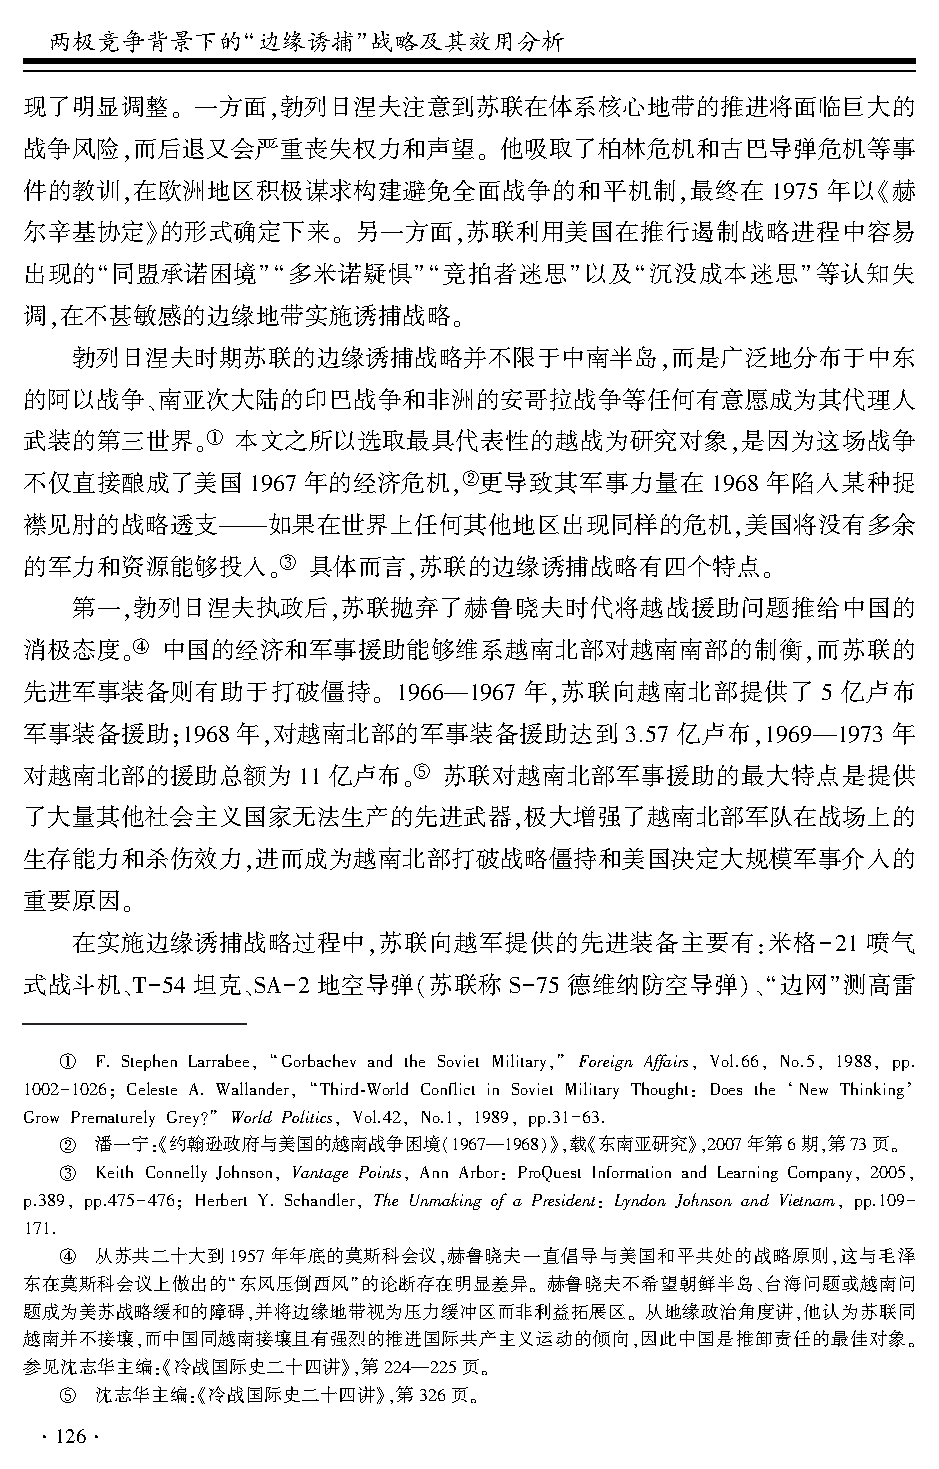 两极竞争背景下的“边缘诱捕”战略及其效用分析
现了明显调整。一方面,勃列日涅夫注意到苏联在体系核心地带的推进将面临巨大的
战争风险,而后退又会严重丧失权力和声望。他吸取了柏林危机和古巴导弹危机等事
件的教训,在欧洲地区积极谋求构建避免全面战争的和平机制,最终在 1975 年以《赫
尔辛基协定》的形式确定下来。另一方面,苏联利用美国在推行遏制战略进程中容易
出现的“同盟承诺困境”“多米诺疑惧”“竞拍者迷思”以及“沉没成本迷思”等认知失
调,在不甚敏感的边缘地带实施诱捕战略。
勃列日涅夫时期苏联的边缘诱捕战略并不限于中南半岛,而是广泛地分布于中东
的阿以战争、南亚次大陆的印巴战争和非洲的安哥拉战争等任何有意愿成为其代理人
武装的第三世界。① 本文之所以选取最具代表性的越战为研究对象,是因为这场战争
不仅直接酿成了美国 1967 年的经济危机,②更导致其军事力量在 1968 年陷入某种捉
襟见肘的战略透支——如果在世界上任何其他地区出现同样的危机,美国将没有多余
的军力和资源能够投入。③ 具体而言,苏联的边缘诱捕战略有四个特点。
第一,勃列日涅夫执政后,苏联抛弃了赫鲁晓夫时代将越战援助问题推给中国的
消极态度。④ 中国的经济和军事援助能够维系越南北部对越南南部的制衡,而苏联的
先进军事装备则有助于打破僵持。1966—1967 年,苏联向越南北部提供了 5 亿卢布
军事装备援助;1968 年,对越南北部的军事装备援助达到 3.57 亿卢布,1969—1973 年
对越南北部的援助总额为 11 亿卢布。⑤ 苏联对越南北部军事援助的最大特点是提供
了大量其他社会主义国家无法生产的先进武器,极大增强了越南北部军队在战场上的
生存能力和杀伤效力,进而成为越南北部打破战略僵持和美国决定大规模军事介入的
重要原因。
在实施边缘诱捕战略过程中,苏联向越军提供的先进装备主要有:米格-21 喷气
式战斗机、T-54 坦克、SA-2 地空导弹(苏联称 S-75 德维纳防空导弹)、“边网”测高雷
① F. Stephen Larrabee, “Gorbachev and the Soviet Military,” Foreign Affairs, Vol.66, No.5, 1988, pp.
1002-1026; Celeste A. Wallander, “Third-World Conflict in Soviet Military Thought: Does the ‘New Thinking’
Grow Prematurely Grey?” World Politics, Vol.42, No.1, 1989, pp.31-63.
② 潘一宁:《约翰逊政府与美国的越南战争困境(1967—1968)》,载《东南亚研究》,2007 年第 6 期,第 73 页。
③ Keith Connelly Johnson, Vantage Points, Ann Arbor: ProQuest Information and Learning Company, 2005,
p.389, pp.475-476; Herbert Y. Schandler, The Unmaking of a President: Lyndon Johnson and Vietnam, pp.109-
171.
④ 从苏共二十大到 1957 年年底的莫斯科会议,赫鲁晓夫一直倡导与美国和平共处的战略原则,这与毛泽
东在莫斯科会议上做出的“东风压倒西风”的论断存在明显差异。赫鲁晓夫不希望朝鲜半岛、台海问题或越南问
题成为美苏战略缓和的障碍,并将边缘地带视为压力缓冲区而非利益拓展区。从地缘政治角度讲,他认为苏联同
越南并不接壤,而中国同越南接壤且有强烈的推进国际共产主义运动的倾向,因此中国是推卸责任的最佳对象。
参见沈志华主编:《冷战国际史二十四讲》,第 224—225 页。
⑤ 沈志华主编:《冷战国际史二十四讲》,第 326 页。
· 126 ·